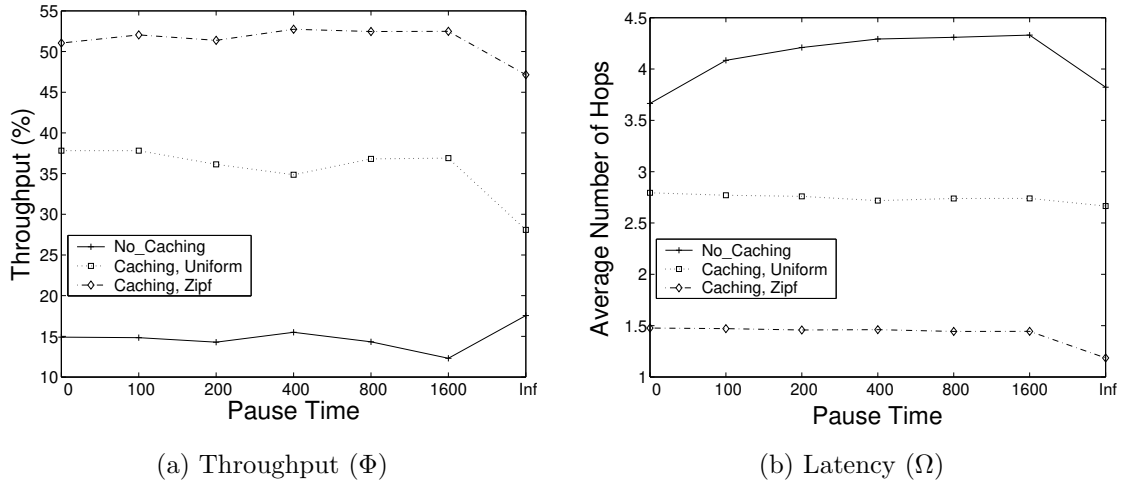 55
50
45
40
35
30
25
20
15
10
Throughput (%)
No_Caching
Caching, Uniform
Caching, Zipf
0 100 200 400 800 1600 Inf
Pause Time
(a) Throughput (Φ)
4.5
4
3.5
3
2.5
2
1.5
1
Average Number of Hops
No_Caching
Caching, Uniform
Caching, Zipf
0 100 200 400 800 1600 Inf
Pause Time
(b) Latency (Ω)